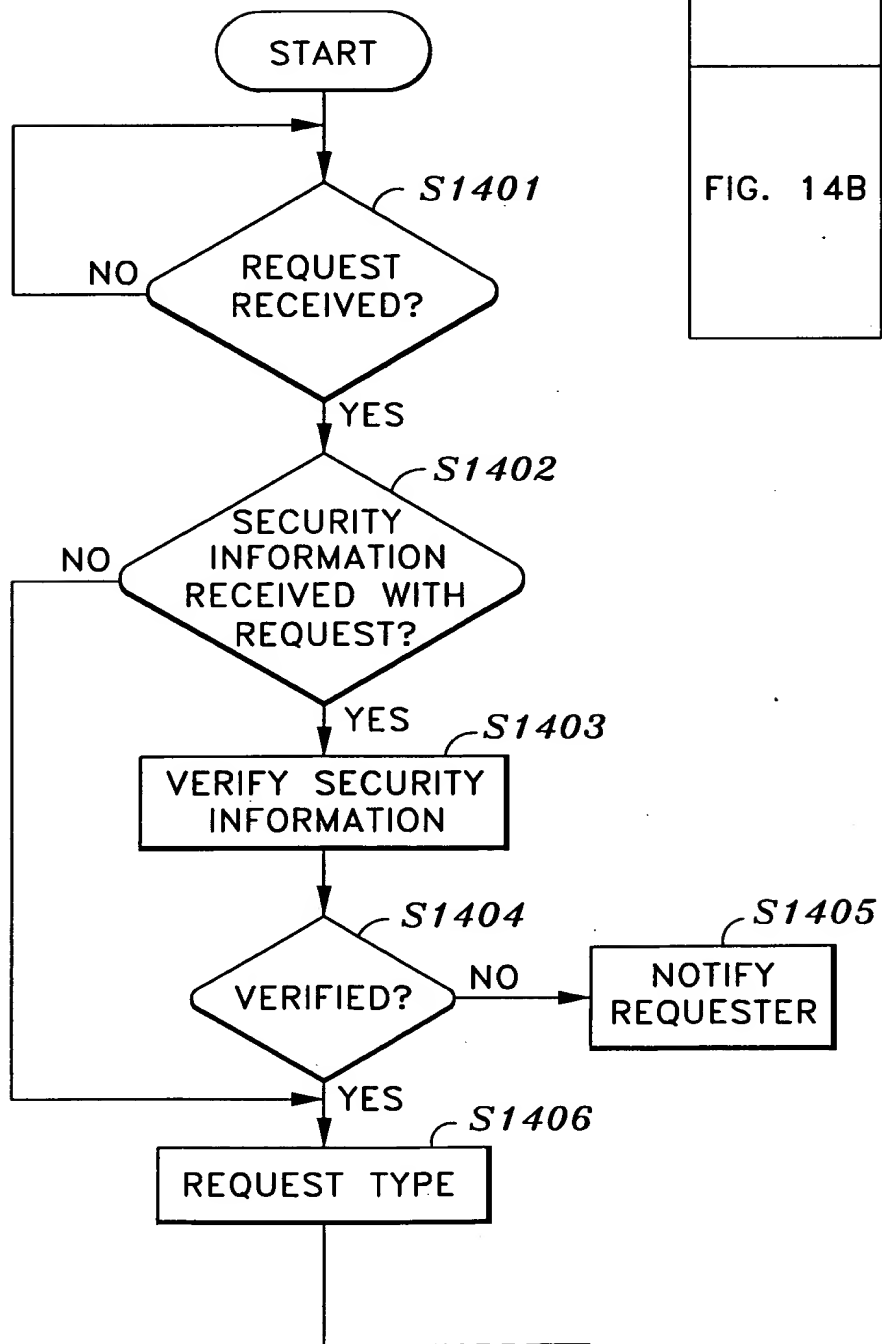 START
S1401
REQUEST
RECEIVED?
NO
YES
FIG. 14B
S1402
SECURITY
INFORMATION
RECEIVED WITH
REQUEST?
NO
YES
S1403
VERIFY SECURITY
INFORMATION
S1404
VERIFIED?
NO
S1405
NOTIFY
REQUESTER
YES
S1406
REQUEST TYPE